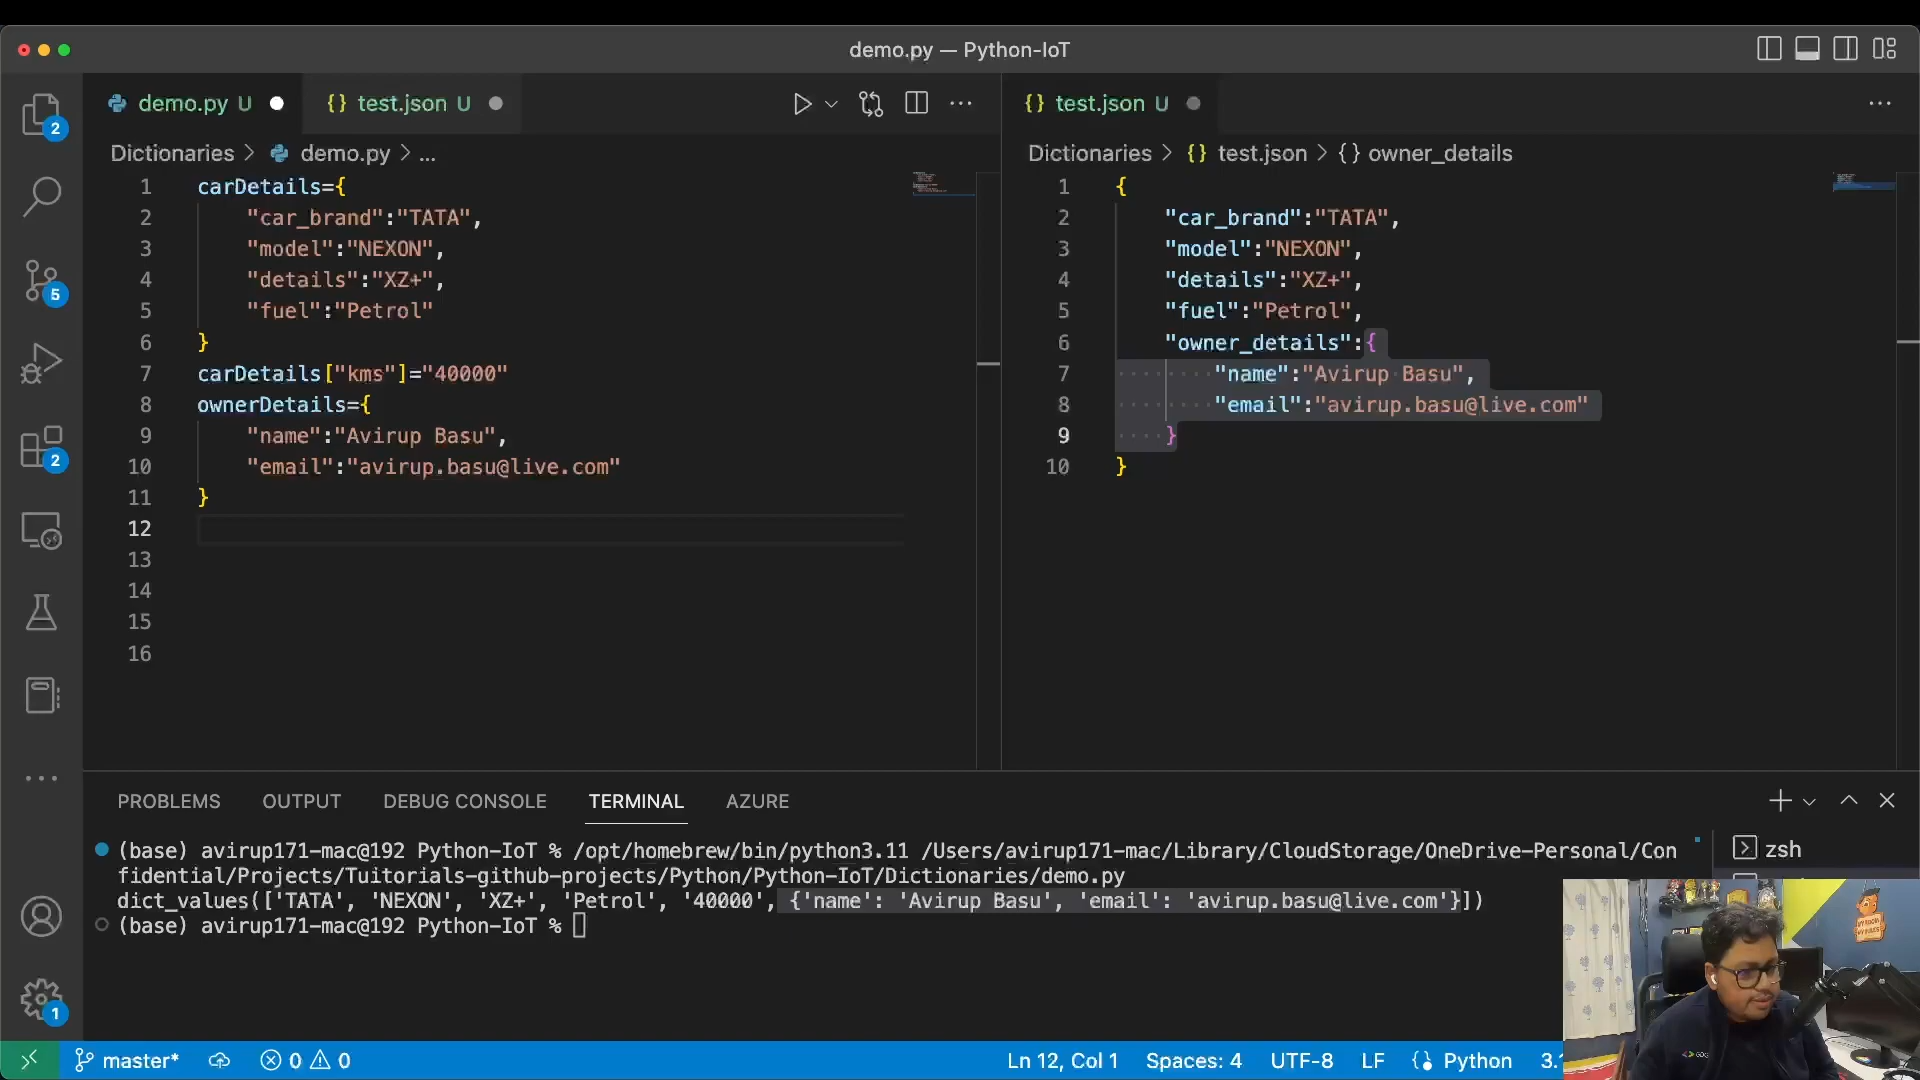 demo.py — Python-IoT
demo.py U
test.json U
test.json U
Dictionaries > demo.py > ...
1 carDetails={
2 "car_brand":"TATA",
3 "model":"NEXON",
4 "details":"XZ+",
5 "fuel":"Petrol"
6 }
7 carDetails["kms"]="40000"
8 ownerDetails={
9 "name":"Avirup Basu",
10 "email":"avirup.basu@live.com"
11 }
12
13
14
15
16
Dictionaries > {} test.json > {} owner_details
1 {
2 "car_brand":"TATA",
3 "model":"NEXON",
4 "details":"XZ+",
5 "fuel":"Petrol",
6 "owner_details":{
7 "name":"Avirup Basu",
8 "email":"avirup.basu@live.com"
9 }
10 }
2
5
2
1
PROBLEMS OUTPUT DEBUG CONSOLE TERMINAL AZURE
(base) avirup171-mac@192 Python-IoT % /opt/homebrew/bin/python3.11 /Users/avirup171-mac/Library/CloudStorage/OneDrive-Personal/Con
fidential/Projects/Tuitorials-github-projects/Python/Python-IoT/Dictionaries/demo.py
dict_values(['TATA', 'NEXON', 'XZ+', 'Petrol', '40000', {'name': 'Avirup Basu', 'email': 'avirup.basu@live.com'}])
(base) avirup171-mac@192 Python-IoT %
zsh
master* 0 0 Ln 12, Col 1 Spaces: 4 UTF-8 LF Python